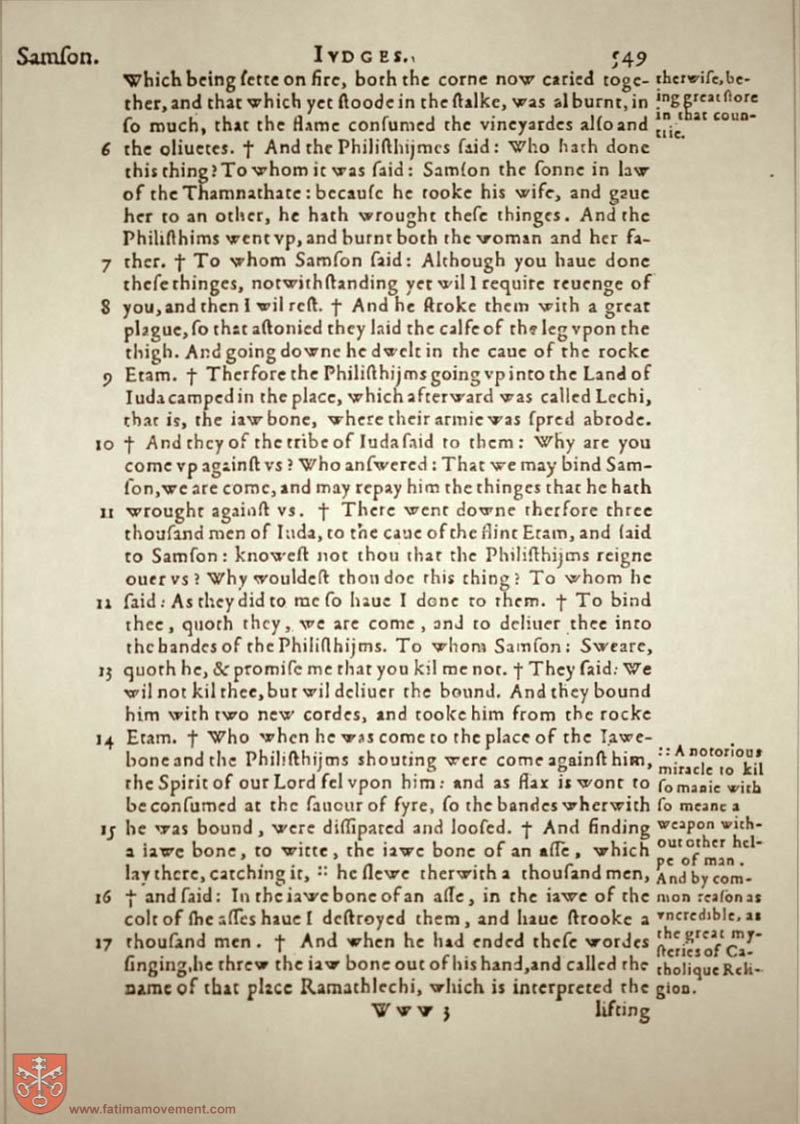 Samſon. IVDGES. 549
Which being ſette on fire, both the corne now caried toge-
ther, and that which yet ſtoode in the ſtalke, was al burnt, in
ſo much, that the flame conſumed the vineyardes alſo and
6 the oliuetes. † And the Philiſthijmes ſaid: Who hath done
this thing? To whom it was ſaid: Samſon the ſonne in law
of the Thamnathate: becauſe he tooke his wife, and gaue
her to an other, he hath wrought theſe thinges. And the
Philiſthims went vp, and burnt both the woman and her fa-
7 ther. † To whom Samſon ſaid: Although you haue done
theſe thinges, notwithſtanding yet wil I require reuenge of
8 you, and then I wil reſt. † And he ſtroke them with a great
plague, ſo that aſtonied they laid the calfe of the leg vpon the
thigh. And going downe he dwelt in the caue of the rocke
9 Etam. † Therfore the Philiſthijms going vp into the Land of
Iuda camped in the place, which afterward was called Lechi,
that is, the iaw bone, where their armie was ſpred abrode.
10 † And they of the tribe of Iuda ſaid to them: Why are you
come vp againſt vs? Who anſwered: That we may bind Sam-
ſon, we are come, and may repay him the thinges that he hath
11 wrought againſt vs. † There went downe therfore three
thouſand men of Iuda, to the caue of the flint Etam, and ſaid
to Samſon: knoweſt not thou that the Philiſthijms reigne
ouer vs? Why wouldeſt thou doe this thing? To whom he
12 ſaid: As they did to me ſo haue I done to them. † To bind
thee, quoth they, we are come, and to deliuer thee into
the handes of the Philiſthijms. To whom Samſon: Sweare,
13 quoth he, & promiſe me that you kil me not. † They ſaid: We
wil not kil thee, but wil deliuer the bound. And they bound
him with two new cordes, and tooke him from the rocke
14 Etam. † Who when he was come to the place of the Iawe-
bone and the Philiſthijms shouting were come againſt him,
the Spirit of our Lord fel vpon him: and as flax is wont to
be conſumed at the ſauour of fyre, ſo the bandes wherwith
15 he was bound, were diſſipated and looſed. † And finding
a iawe bone, to witte, the iawe bone of an aſſe, which
lay there, catching it, :: he ſlewe therwith a thouſand men,
16 † and ſaid: In the iawe bone of an aſſe, in the iawe of the
colt of ſhe aſſes haue I deſtroyed them, and haue ſtrooke a
17 thouſand men. † And when he had ended theſe wordes
ſinging, he threw the iaw bone out of his hand, and called the
name of that place Ramathlechi, which is interpreted the
Www 3 lifting
therwiſe, be-
ing great ſtore
in that coun-
trie.
:: A notorious
miracle to kil
ſo manie with
ſo meane a
weapon with-
out other hel-
pe of man.
And by com-
mon reaſon as
vncredible, as
the great my-
ſteries of Ca-
tholique Reli-
gion.
www.fatimamovement.com